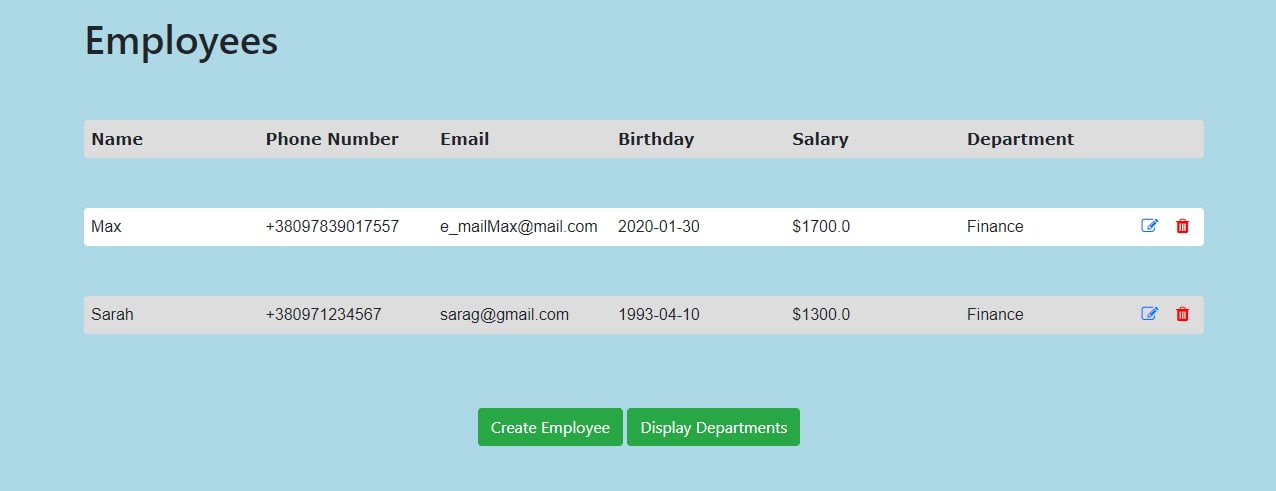 Employees
Name Phone Number Email Birthday Salary Department
Max +38097839017557 e_mailMax@mail.com 2020-01-30 $1700.0 Finance
Sarah +380971234567 sarag@gmail.com 1993-04-10 $1300.0 Finance
Create Employee Display Departments